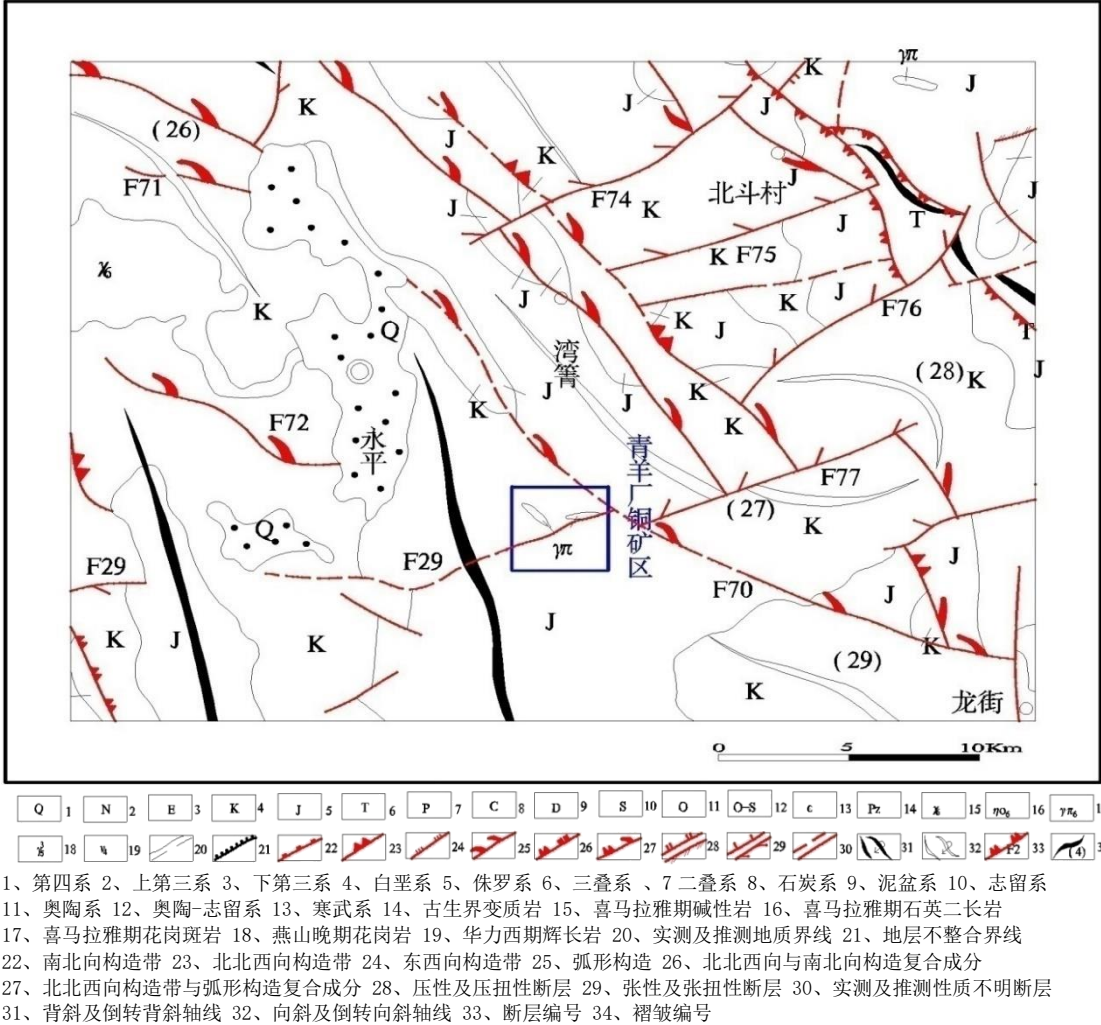 γπ
K
J
J
J
K
(26)
J
K
F71
J
F74
K
北斗村
J
J
J
T
K
F75
χ6
J
K
J
K
F76
Q
K
J
湾箐
(28)
K
J
J
K
J
K
K
F72
永平
青羊厂铜矿区
F77
(27)
Q
K
γπ
F29
F29
F70
J
J
J
K
J
K
K
(29)
K
龙街
0 5 10Km
Q 1 N 2 E 3 K 4 J 5 T 6 P 7 C 8 D 9 S 10 O 11 O-S 12 є 13 Pz 14 χ6 15 ηο6 16 γπ6 1
18 19 20 21 22 23 24 25 26 27 28 29 30 31 32 F2 33 (4) 3
1、第四系 2、上第三系 3、下第三系 4、白垩系 5、侏罗系 6、三叠系 、7二叠系 8、石炭系 9、泥盆系 10、志留系
11、奥陶系 12、奥陶-志留系 13、寒武系 14、古生界变质岩 15、喜马拉雅期碱性岩 16、喜马拉雅期石英二长岩
17、喜马拉雅期花岗斑岩 18、燕山晚期花岗岩 19、华力西期辉长岩 20、实测及推测地质界线 21、地层不整合界线
22、南北向构造带 23、北北西向构造带 24、东西向构造带 25、弧形构造 26、北北西向与南北向构造复合成分
27、北北西向构造带与弧形构造复合成分 28、压性及压扭性断层 29、张性及张扭性断层 30、实测及推测性质不明断层
31、背斜及倒转背斜轴线 32、向斜及倒转向斜轴线 33、断层编号 34、褶皱编号